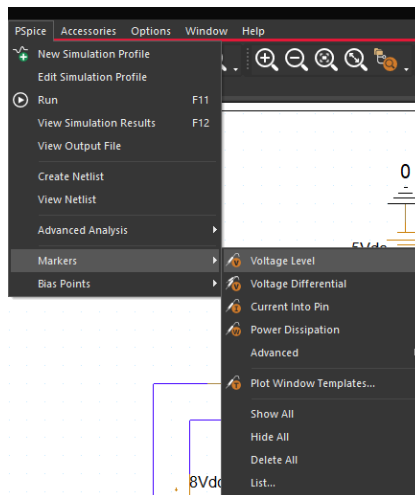 PSpice Accessories Options Window Help
New Simulation Profile
Edit Simulation Profile
Run F11
View Simulation Results F12
View Output File
Create Netlist
View Netlist
Advanced Analysis
Markers
Bias Points
Voltage Level
Voltage Differential
Current Into Pin
Power Dissipation
Advanced
Plot Window Templates...
Show All
Hide All
Delete All
List...
0
5Vdc
8Vdc